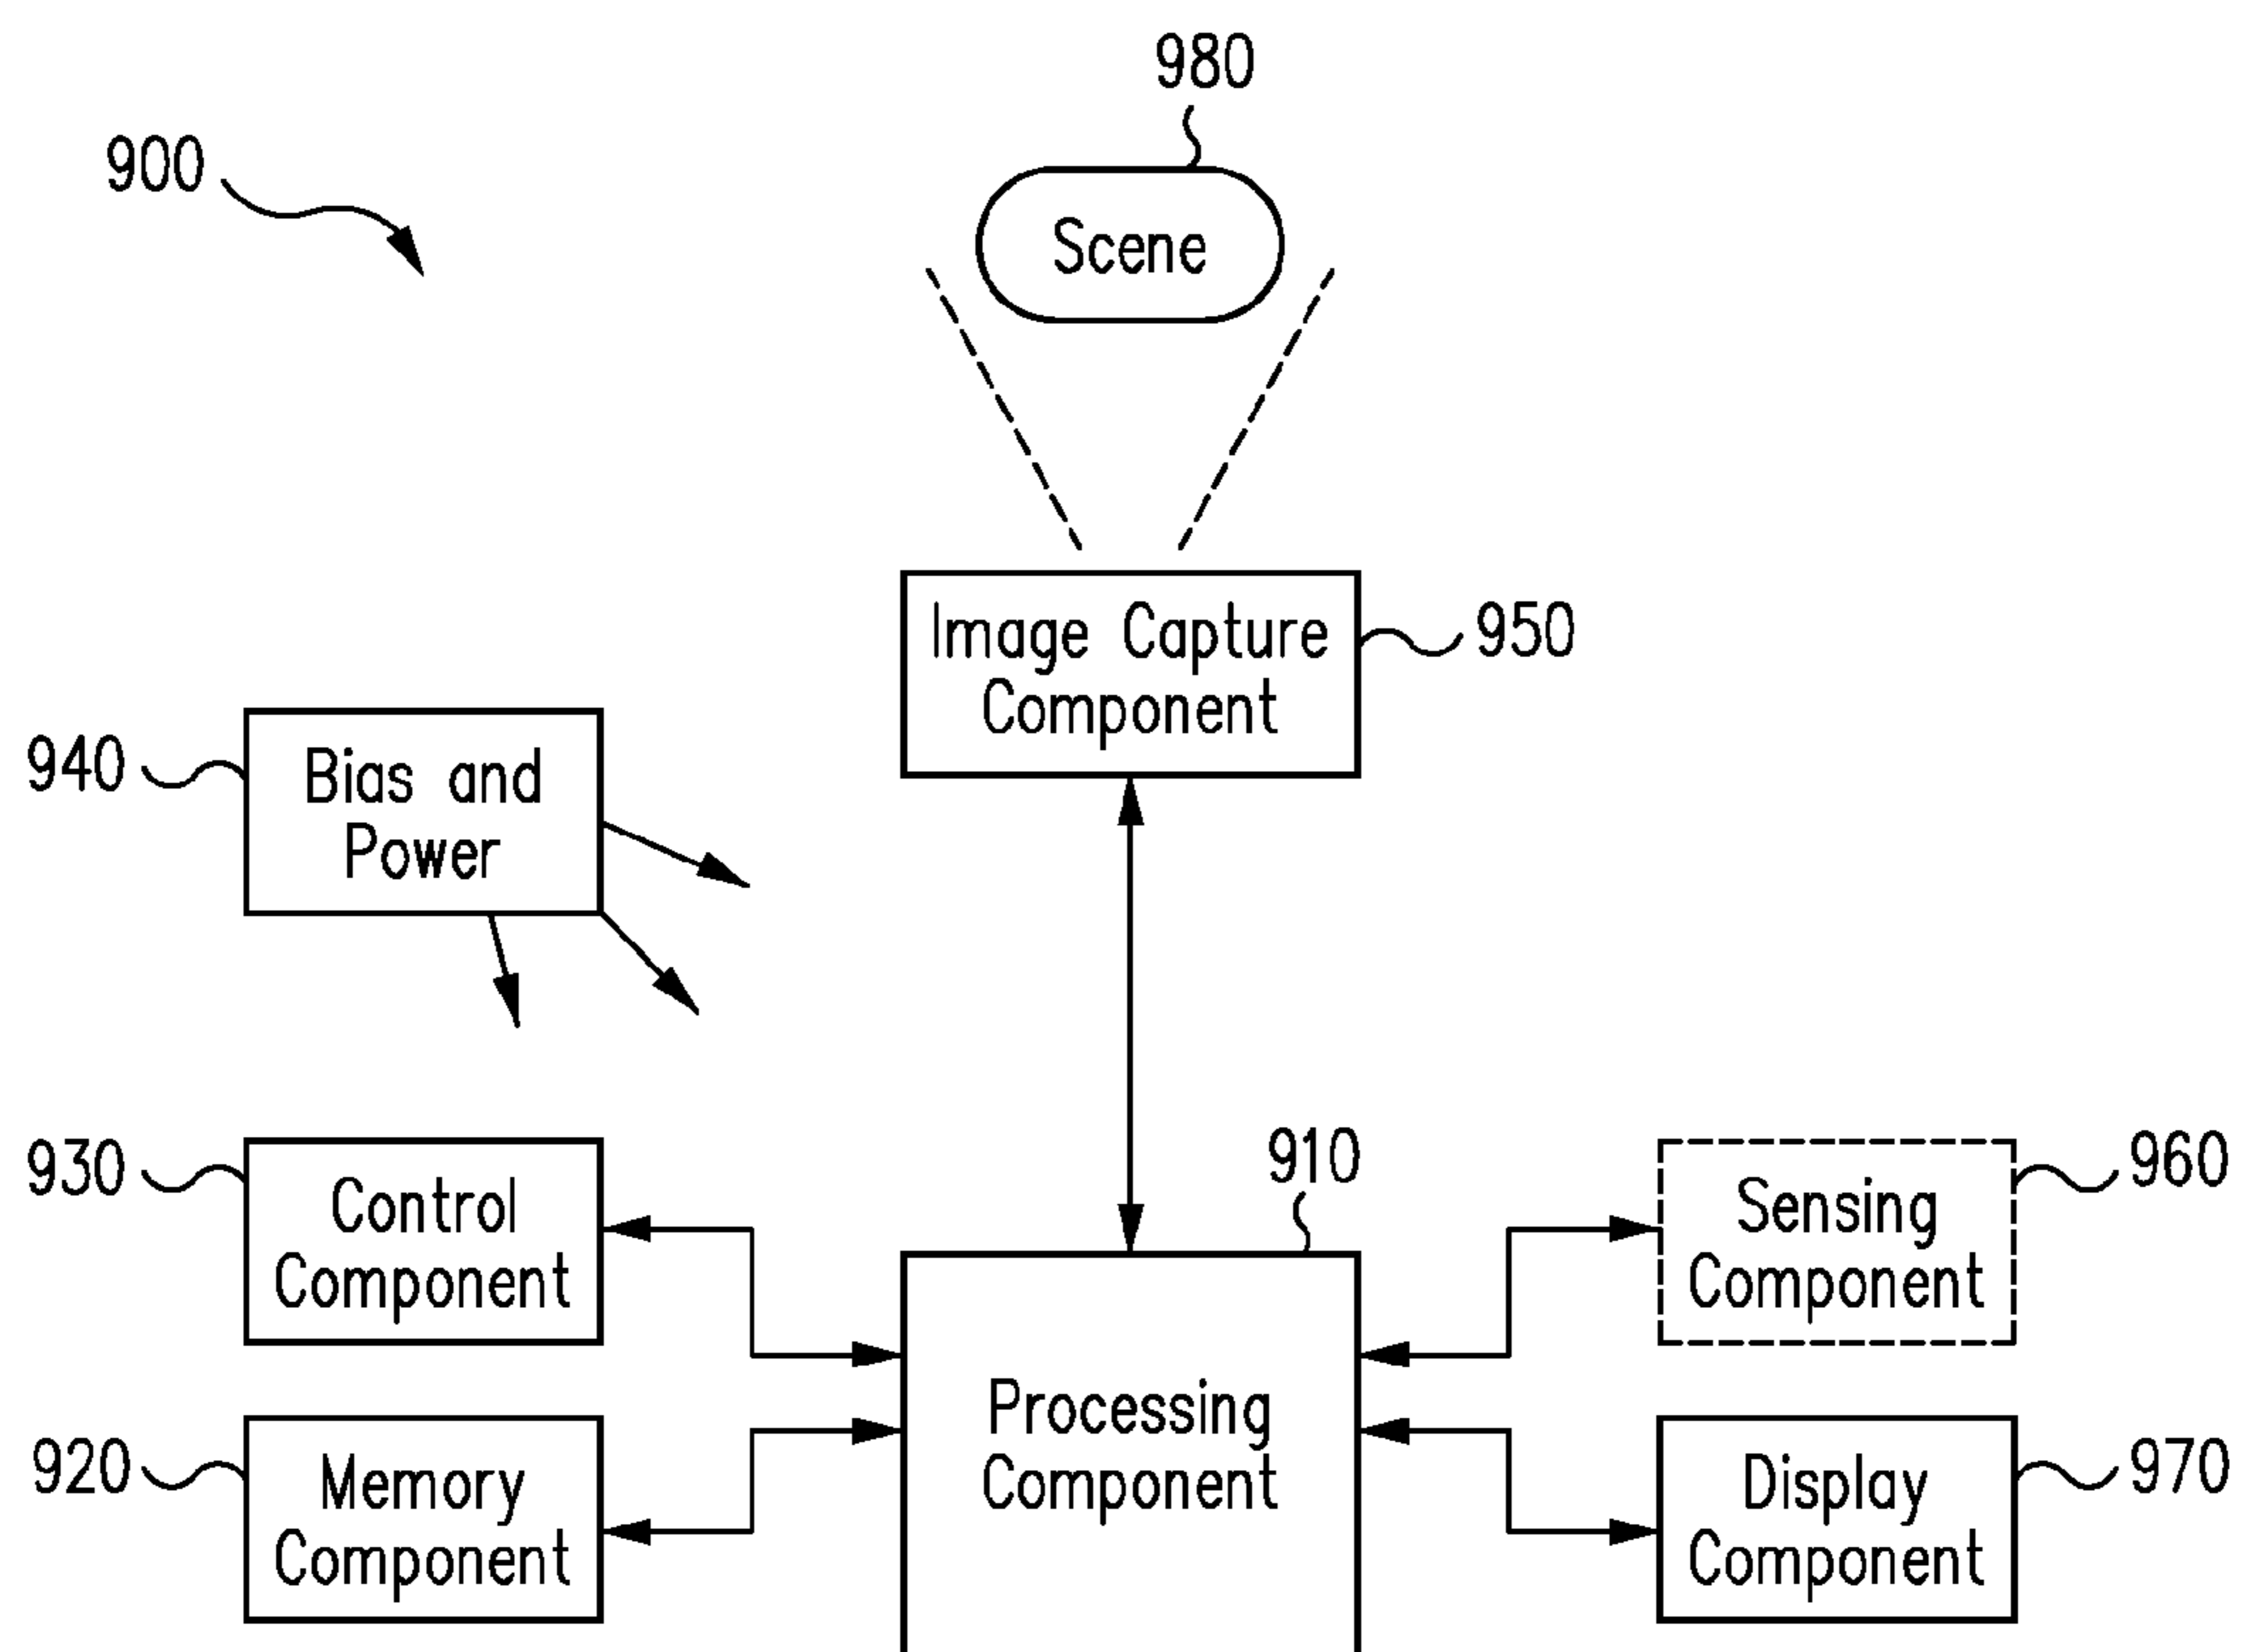 980
900
Scene
Image Capture
Component
950
940
Bias and
Power
930
Control
Component
910
Sensing
Component
960
Processing
Component
920
Memory
Component
Display
Component
970